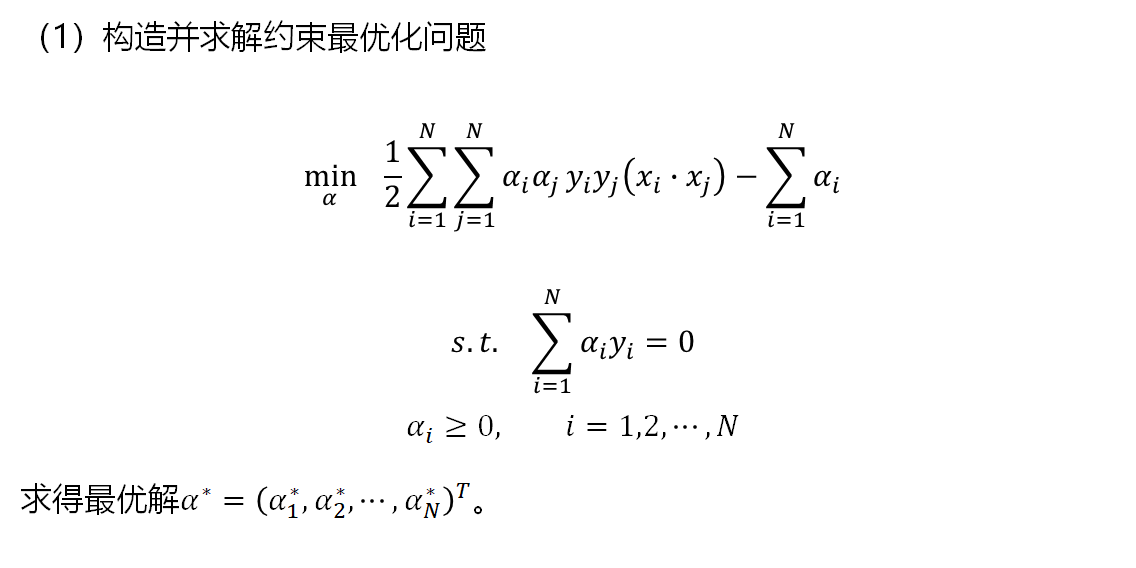 (1)构造并求解约束最优化问题
$\min_{\alpha} \ \frac{1}{2}\sum_{i=1}^{N}\sum_{j=1}^{N}\alpha_i\alpha_j y_i y_j(x_i \cdot x_j) - \sum_{i=1}^{N}\alpha_i$
$s.t. \quad \sum_{i=1}^{N}\alpha_i y_i = 0$
$\alpha_i \geq 0, \quad i = 1,2,\cdots,N$
求得最优解$\alpha^* = (\alpha_1^*, \alpha_2^*, \cdots, \alpha_N^*)^T$。